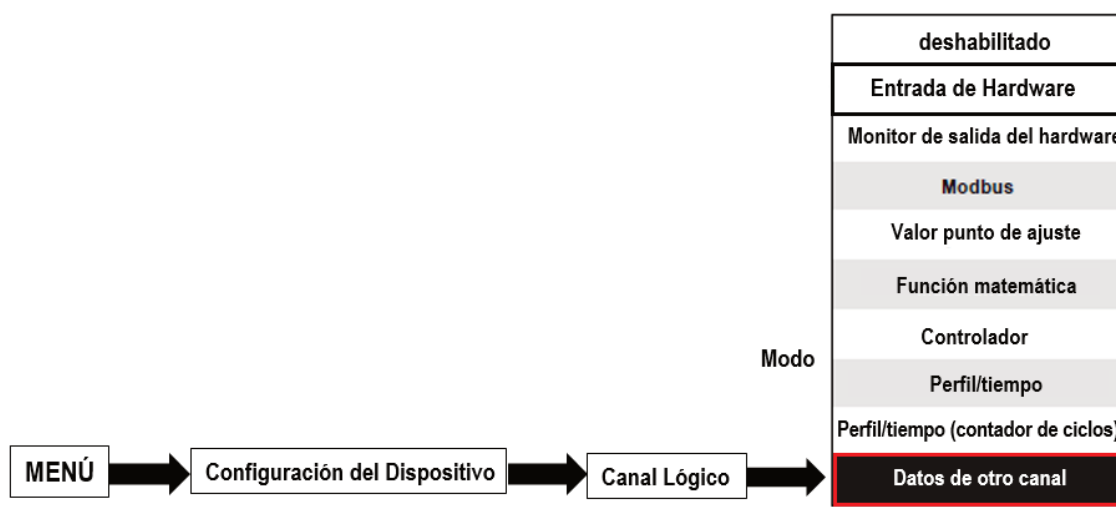 deshabilitado
Entrada de Hardware
Monitor de salida del hardware
Modbus
Valor punto de ajuste
Función matemática
Controlador
Modo
Perfil/tiempo
Perfil/tiempo (contador de ciclos)
MENÚ
Configuración del Dispositivo
Canal Lógico
Datos de otro canal